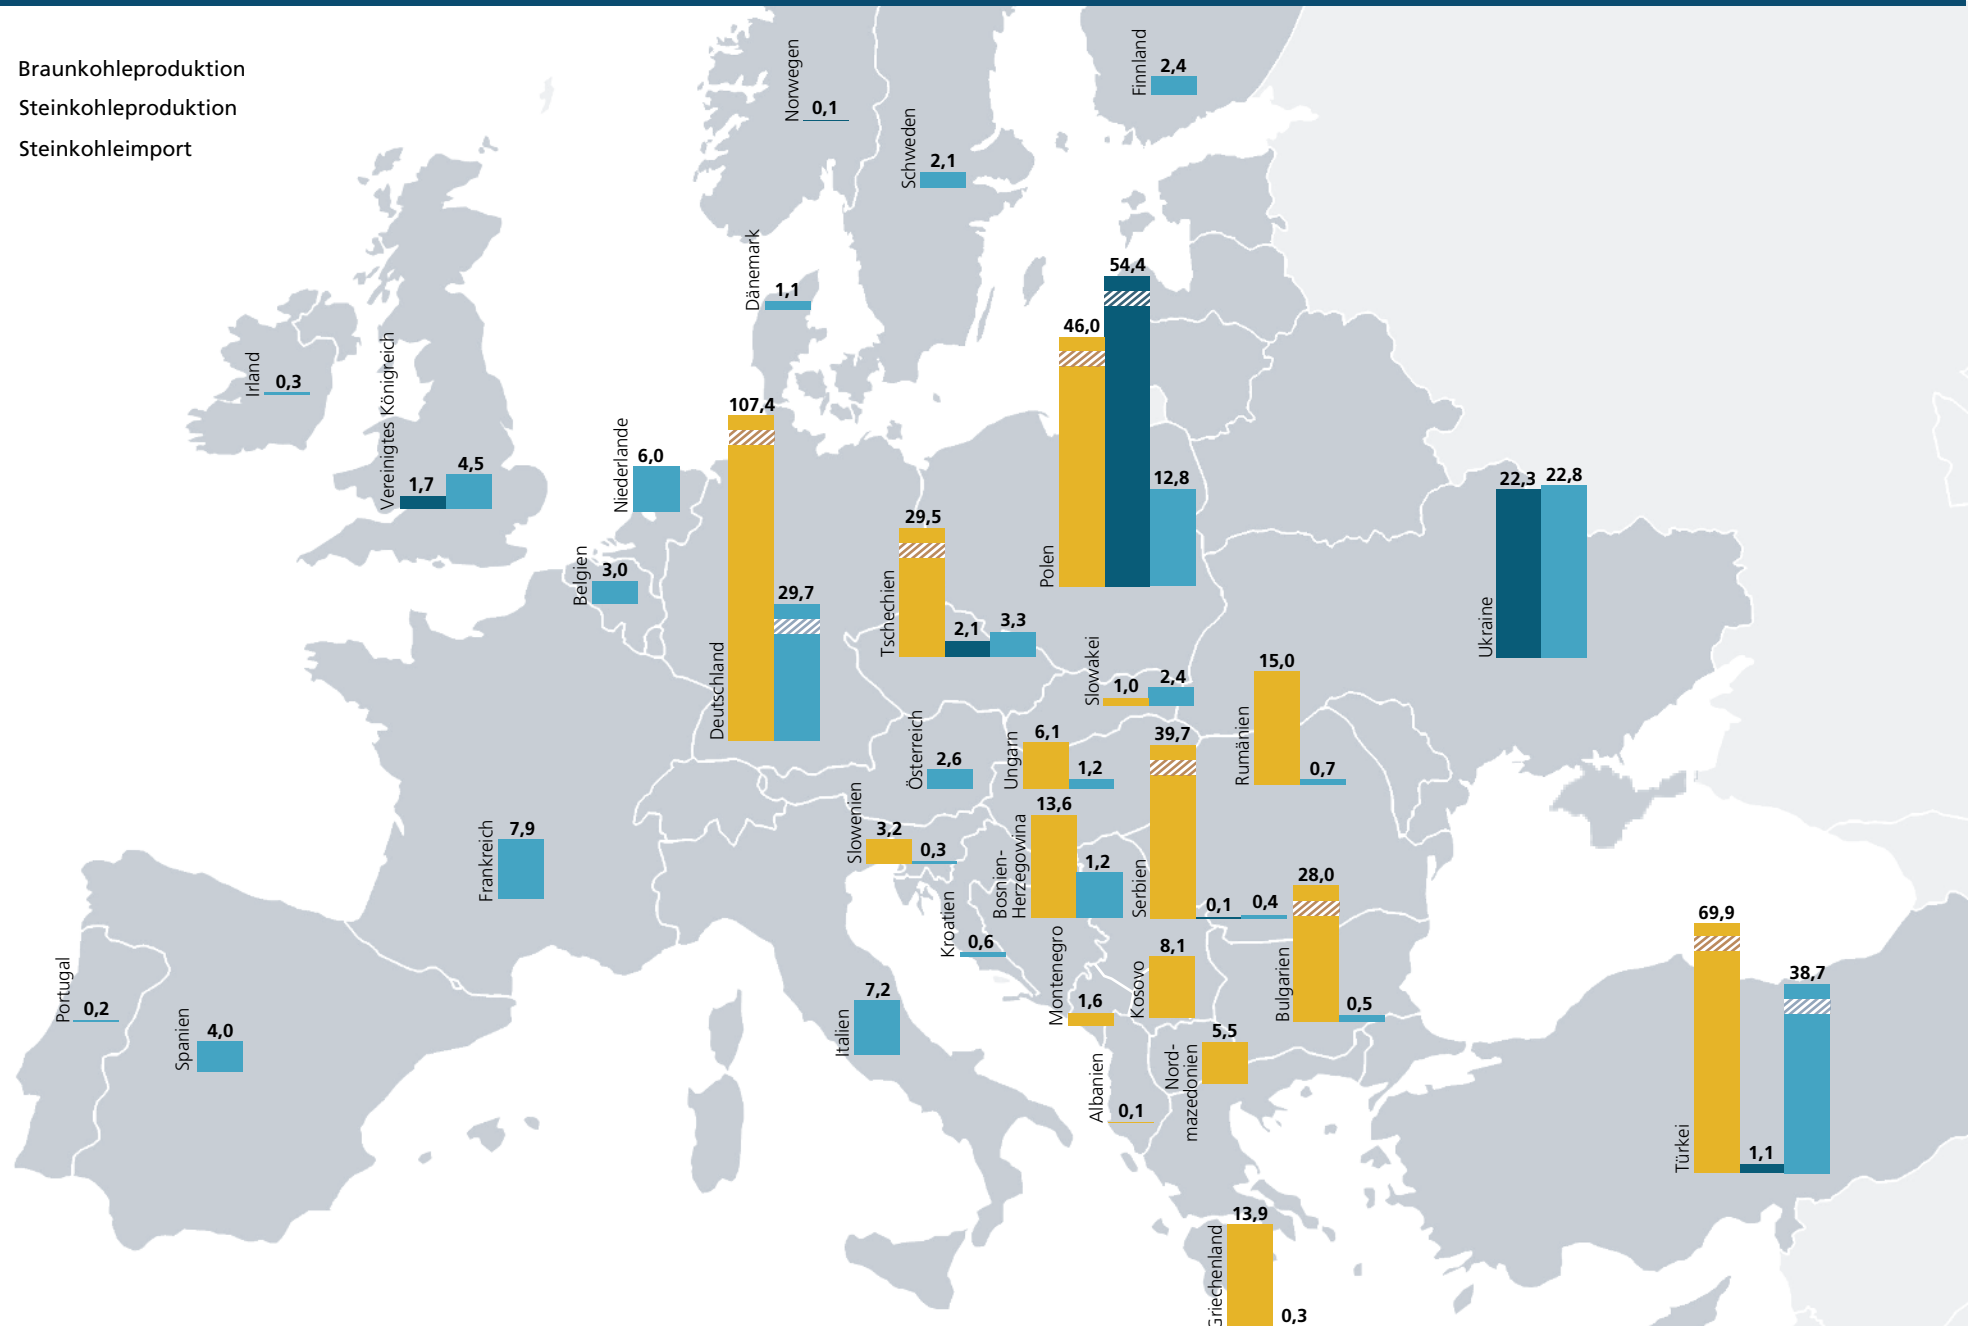 Braunkohleproduktion
Steinkohleproduktion
Steinkohleimport
Norwegen
0,1
Finnland
2,4
Schweden
2,1
Dänemark
1,1
Irland
0,3
Vereinigtes Königreich
1,7
4,5
Niederlande
6,0
Belgien
3,0
Deutschland
107,4
29,7
Polen
46,0
54,4
12,8
Tschechien
29,5
2,1
3,3
Ukraine
22,3
22,8
Slowakei
1,0
2,4
Österreich
2,6
Ungarn
6,1
1,2
Rumänien
15,0
0,7
Frankreich
7,9
Slowenien
3,2
0,3
Bosnien-
Herzegowina
13,6
1,2
Serbien
39,7
0,1
0,4
Kroatien
0,6
Bulgarien
28,0
0,5
Portugal
0,2
Spanien
4,0
Italien
7,2
Montenegro
1,6
Kosovo
8,1
Nord-
mazedonien
5,5
Albanien
0,1
Türkei
69,9
1,1
38,7
Griechenland
13,9
0,3